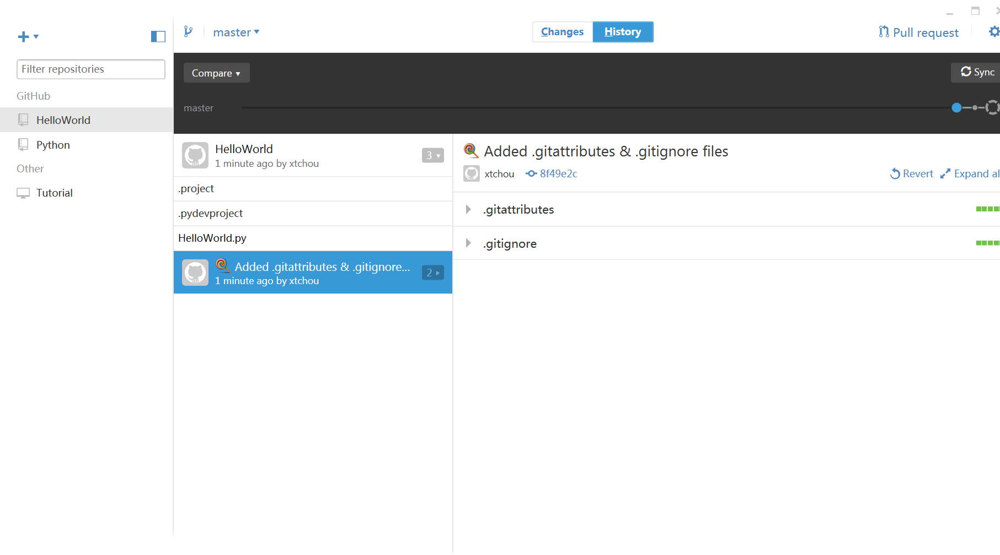 master
Changes
History
Pull request
Filter repositories
GitHub
HelloWorld
Python
Other
Tutorial
Compare
Sync
master
HelloWorld
1 minute ago by xtchou
3
.project
.pydevproject
HelloWorld.py
Added .gitattributes & .gitignore...
1 minute ago by xtchou
2
Added .gitattributes & .gitignore files
xtchou
8f49e2c
Revert
Expand al
.gitattributes
.gitignore